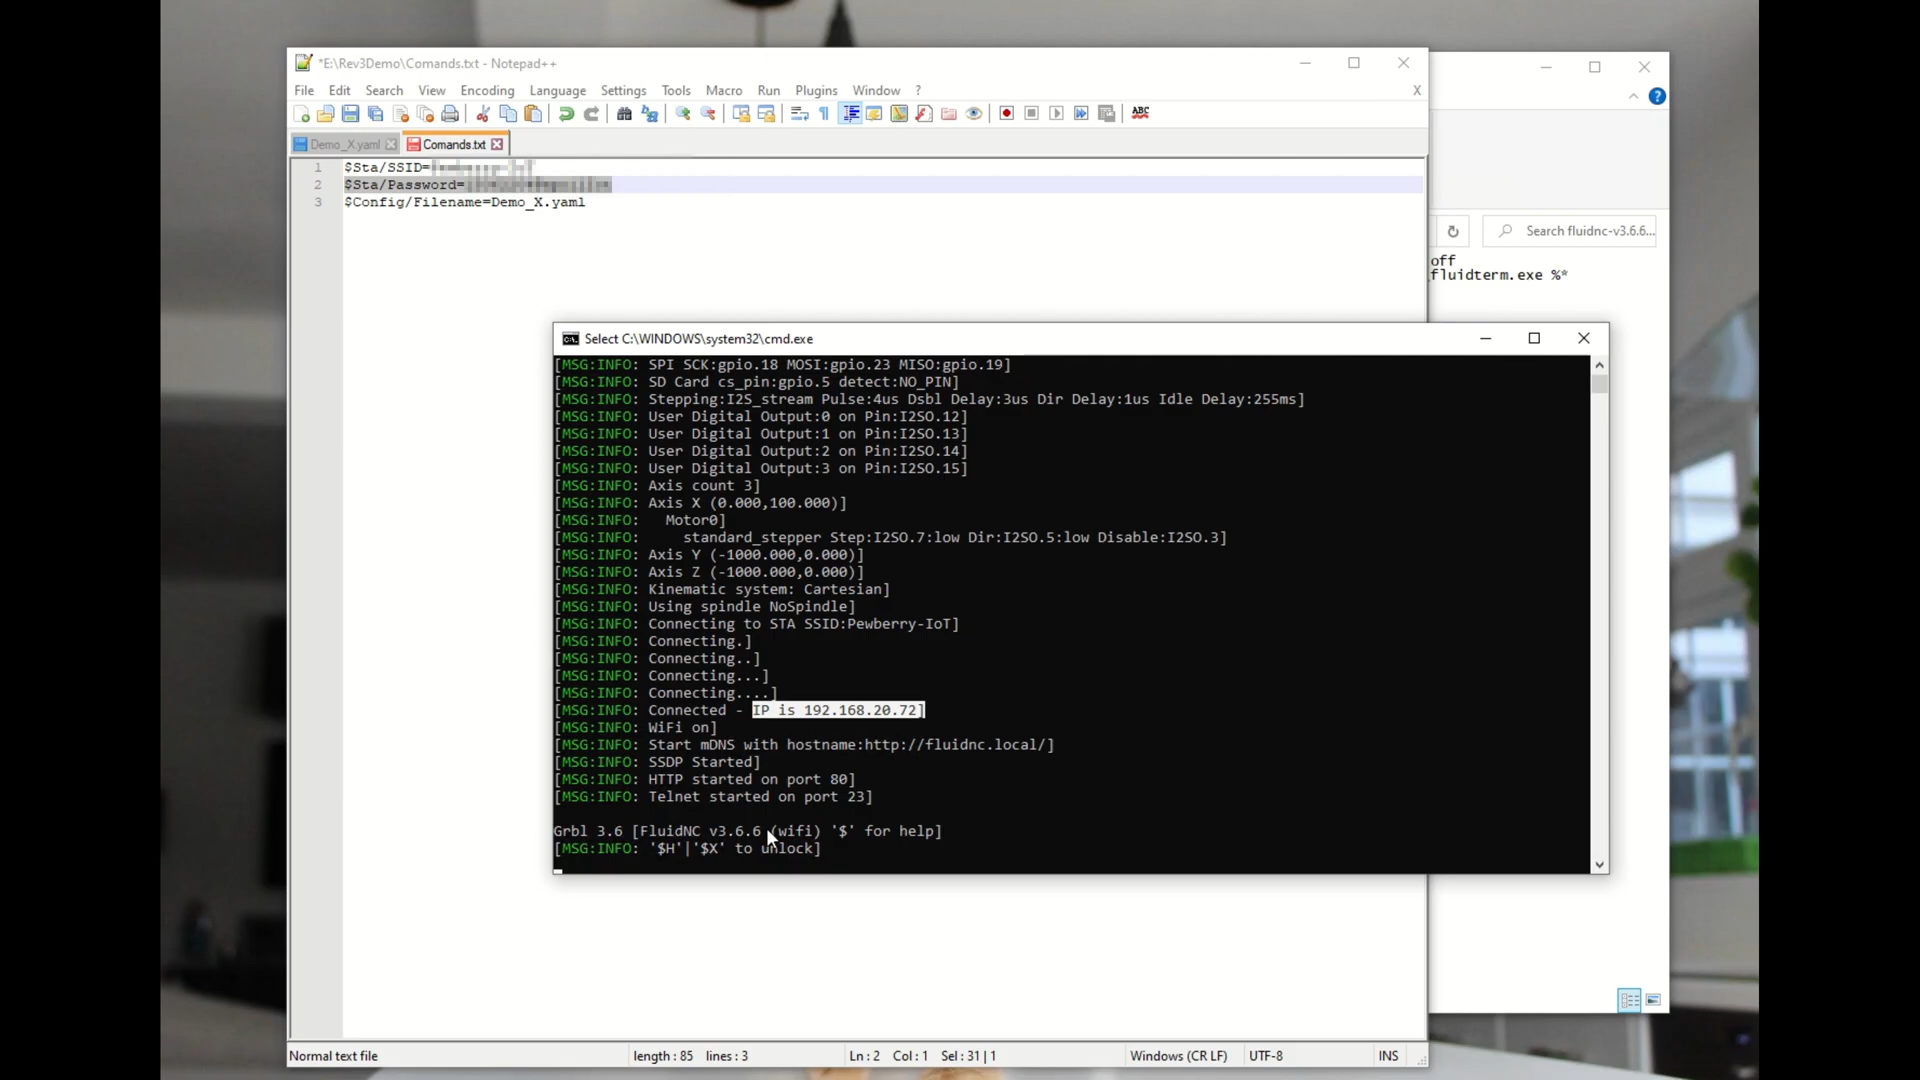 *E:\Rev3Demo\Comands.txt - Notepad++
File Edit Search View Encoding Language Settings Tools Macro Run Plugins Window ?
X
ABC
Demo_X.yaml
Comands.txt
1 $Sta/SSID=
2 $Sta/Password=
3 $Config/Filename=Demo_X.yaml
Search fluidnc-v3.6.6...
off
fluidterm.exe %*
Select C:\WINDOWS\system32\cmd.exe
[MSG:INFO: SPI SCK:gpio.18 MOSI:gpio.23 MISO:gpio.19]
[MSG:INFO: SD Card cs_pin:gpio.5 detect:NO_PIN]
[MSG:INFO: Stepping:I2S_stream Pulse:4us Dsbl Delay:3us Dir Delay:1us Idle Delay:255ms]
[MSG:INFO: User Digital Output:0 on Pin:I2SO.12]
[MSG:INFO: User Digital Output:1 on Pin:I2SO.13]
[MSG:INFO: User Digital Output:2 on Pin:I2SO.14]
[MSG:INFO: User Digital Output:3 on Pin:I2SO.15]
[MSG:INFO: Axis count 3]
[MSG:INFO: Axis X (0.000,100.000)]
[MSG:INFO:   Motor0]
[MSG:INFO:     standard_stepper Step:I2SO.7:low Dir:I2SO.5:low Disable:I2SO.3]
[MSG:INFO: Axis Y (-1000.000,0.000)]
[MSG:INFO: Axis Z (-1000.000,0.000)]
[MSG:INFO: Kinematic system: Cartesian]
[MSG:INFO: Using spindle NoSpindle]
[MSG:INFO: Connecting to STA SSID:Pewberry-IoT]
[MSG:INFO: Connecting.]
[MSG:INFO: Connecting..]
[MSG:INFO: Connecting...]
[MSG:INFO: Connecting....]
[MSG:INFO: Connected - IP is 192.168.20.72]
[MSG:INFO: WiFi on]
[MSG:INFO: Start mDNS with hostname:http://fluidnc.local/]
[MSG:INFO: SSDP Started]
[MSG:INFO: HTTP started on port 80]
[MSG:INFO: Telnet started on port 23]
Grbl 3.6 [FluidNC v3.6.6 (wifi) '$' for help]
[MSG:INFO: '$H'|'$X' to unlock]
Normal text file length : 85 lines : 3 Ln : 2 Col : 1 Sel : 31 | 1 Windows (CR LF) UTF-8 INS